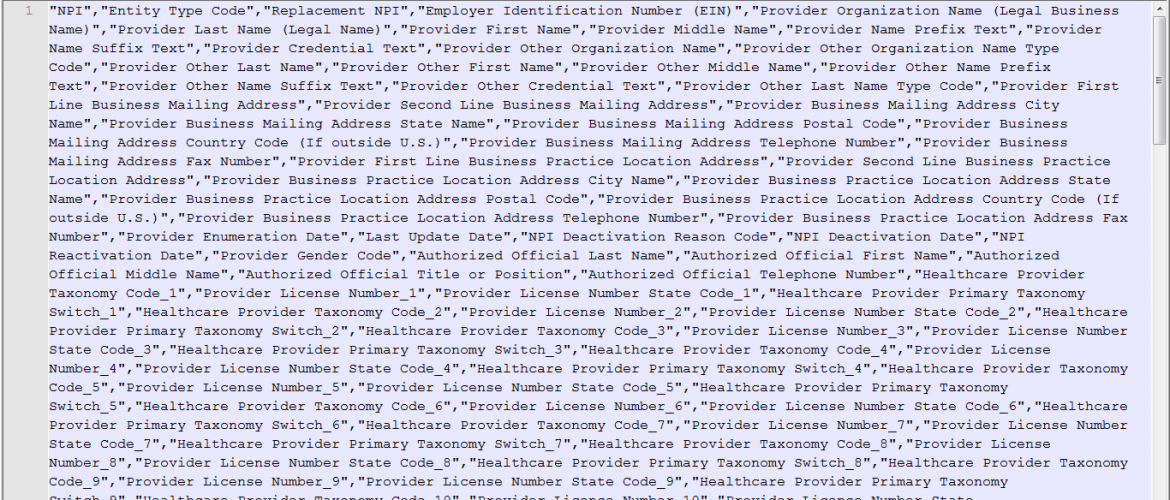 1 "NPI","Entity Type Code","Replacement NPI","Employer Identification Number (EIN)","Provider Organization Name (Legal Business
Name)","Provider Last Name (Legal Name)","Provider First Name","Provider Middle Name","Provider Name Prefix Text","Provider
Name Suffix Text","Provider Credential Text","Provider Other Organization Name","Provider Other Organization Name Type
Code","Provider Other Last Name","Provider Other First Name","Provider Other Middle Name","Provider Other Name Prefix
Text","Provider Other Name Suffix Text","Provider Other Credential Text","Provider Other Last Name Type Code","Provider First
Line Business Mailing Address","Provider Second Line Business Mailing Address","Provider Business Mailing Address City
Name","Provider Business Mailing Address State Name","Provider Business Mailing Address Postal Code","Provider Business
Mailing Address Country Code (If outside U.S.)","Provider Business Mailing Address Telephone Number","Provider Business
Mailing Address Fax Number","Provider First Line Business Practice Location Address","Provider Second Line Business Practice
Location Address","Provider Business Practice Location Address City Name","Provider Business Practice Location Address State
Name","Provider Business Practice Location Address Postal Code","Provider Business Practice Location Address Country Code (If
outside U.S.)","Provider Business Practice Location Address Telephone Number","Provider Business Practice Location Address Fax
Number","Provider Enumeration Date","Last Update Date","NPI Deactivation Reason Code","NPI Deactivation Date","NPI
Reactivation Date","Provider Gender Code","Authorized Official Last Name","Authorized Official First Name","Authorized
Official Middle Name","Authorized Official Title or Position","Authorized Official Telephone Number","Healthcare Provider
Taxonomy Code_1","Provider License Number_1","Provider License Number State Code_1","Healthcare Provider Primary Taxonomy
Switch_1","Healthcare Provider Taxonomy Code_2","Provider License Number_2","Provider License Number State Code_2","Healthcare
Provider Primary Taxonomy Switch_2","Healthcare Provider Taxonomy Code_3","Provider License Number_3","Provider License Number
State Code_3","Healthcare Provider Primary Taxonomy Switch_3","Healthcare Provider Taxonomy Code_4","Provider License
Number_4","Provider License Number State Code_4","Healthcare Provider Primary Taxonomy Switch_4","Healthcare Provider Taxonomy
Code_5","Provider License Number_5","Provider License Number State Code_5","Healthcare Provider Primary Taxonomy
Switch_5","Healthcare Provider Taxonomy Code_6","Provider License Number_6","Provider License Number State Code_6","Healthcare
Provider Primary Taxonomy Switch_6","Healthcare Provider Taxonomy Code_7","Provider License Number_7","Provider License Number
State Code_7","Healthcare Provider Primary Taxonomy Switch_7","Healthcare Provider Taxonomy Code_8","Provider License
Number_8","Provider License Number State Code_8","Healthcare Provider Primary Taxonomy Switch_8","Healthcare Provider Taxonomy
Code_9","Provider License Number_9","Provider License Number State Code_9","Healthcare Provider Primary Taxonomy
Switch_9","Healthcare Provider Taxonomy Code_10","Provider License Number_10","Provider License Number State